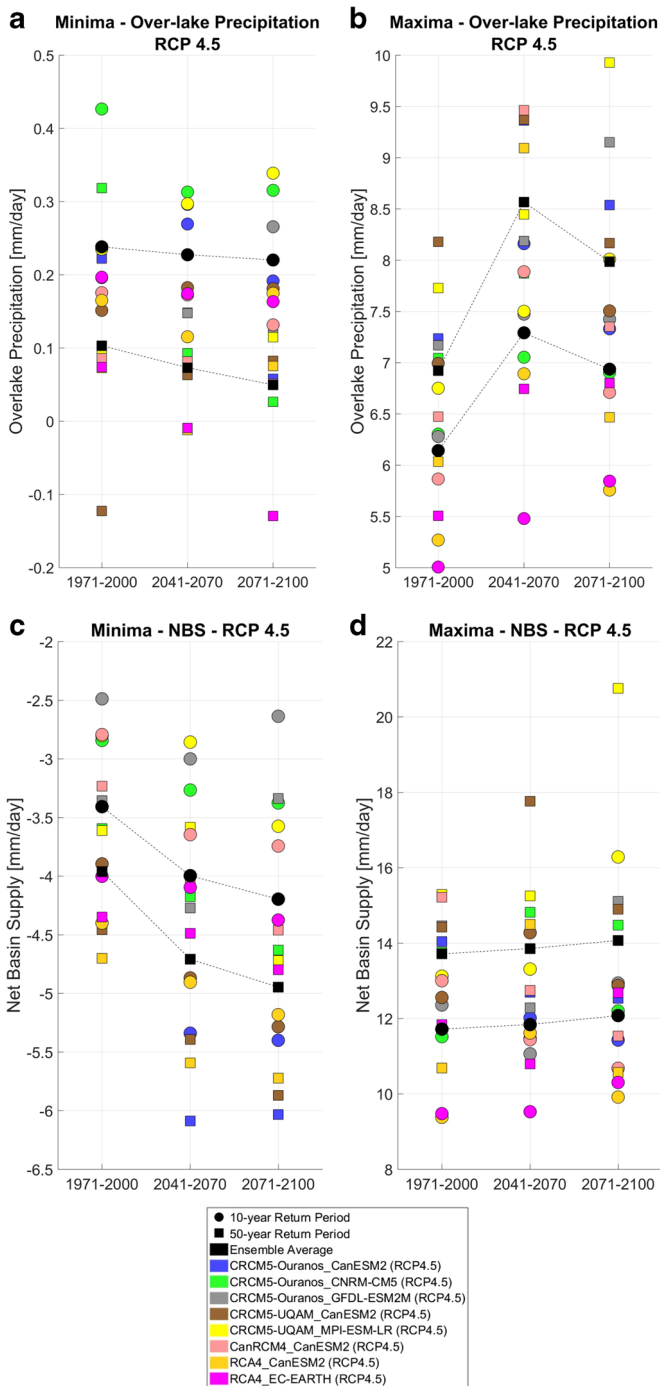 a
Minima - Over-lake Precipitation
RCP 4.5
b
Maxima - Over-lake Precipitation
RCP 4.5
Overlake Precipitation [mm/day]
0.5
0.4
0.3
0.2
0.1
0
-0.1
-0.2
1971-2000
2041-2070
2071-2100
Overlake Precipitation [mm/day]
10
9.5
9
8.5
8
7.5
7
6.5
6
5.5
5
1971-2000
2041-2070
2071-2100
c
Minima - NBS - RCP 4.5
d
Maxima - NBS - RCP 4.5
Net Basin Supply [mm/day]
-2
-2.5
-3
-3.5
-4
-4.5
-5
-5.5
-6
-6.5
1971-2000
2041-2070
2071-2100
Net Basin Supply [mm/day]
22
20
18
16
14
12
10
8
1971-2000
2041-2070
2071-2100
10-year Return Period
50-year Return Period
Ensemble Average
CRCM5-Ouranos_CanESM2 (RCP4.5)
CRCM5-Ouranos_CNRM-CM5 (RCP4.5)
CRCM5-Ouranos_GFDL-ESM2M (RCP4.5)
CRCM5-UQAM_CanESM2 (RCP4.5)
CRCM5-UQAM_MPI-ESM-LR (RCP4.5)
CanRCM4_CanESM2 (RCP4.5)
RCA4_CanESM2 (RCP4.5)
RCA4_EC-EARTH (RCP4.5)